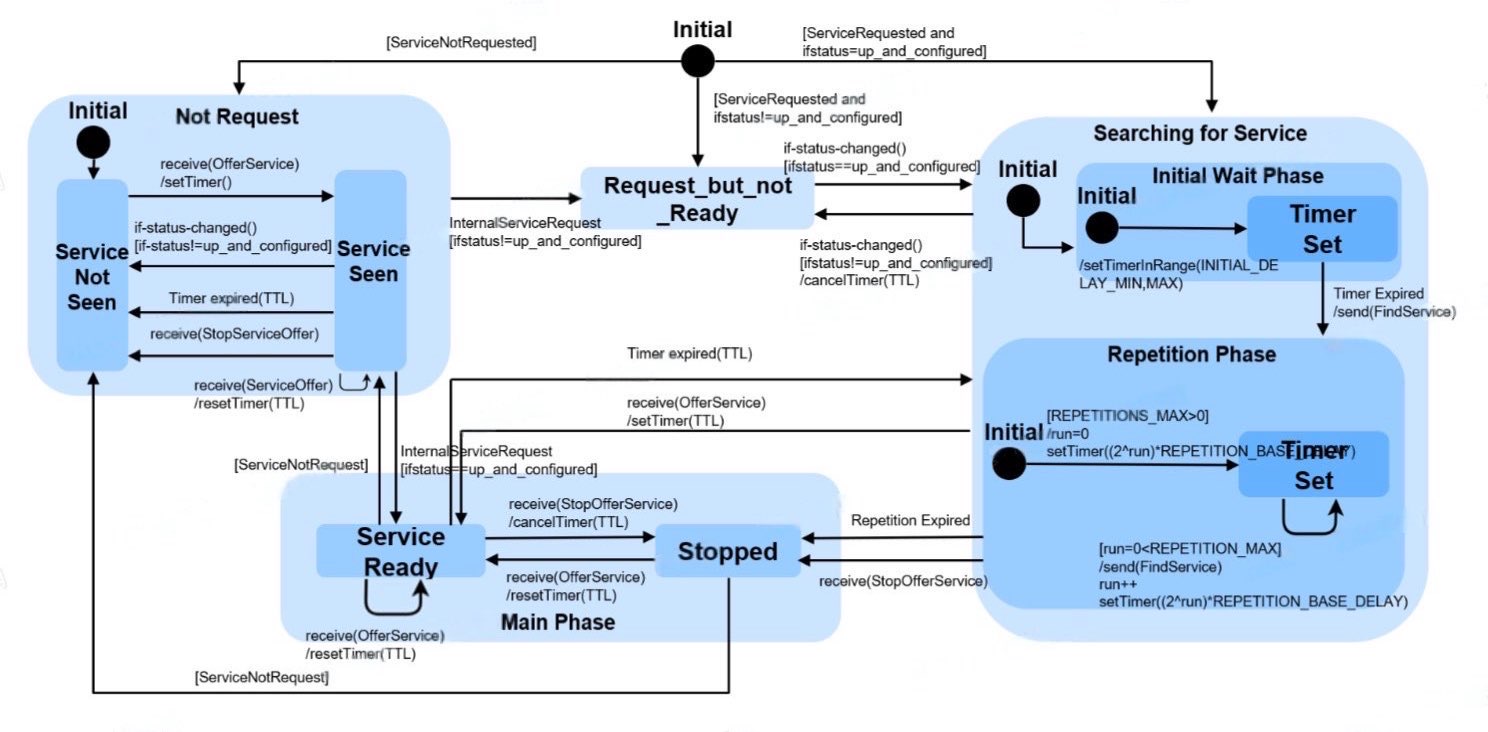 Initial
[ServiceNotRequested]
[ServiceRequested and
ifstatus=up_and_configured]
[ServiceRequested and
ifstatus!=up_and_configured]
Initial
Not Request
receive(OfferService)
/setTimer()
if-status-changed()
[if-status!=up_and_configured]
Service
Not
Seen
Service
Seen
Timer expired(TTL)
receive(StopServiceOffer)
receive(ServiceOffer)
/resetTimer(TTL)
InternalServiceRequest
[ifstatus!=up_and_configured]
Request_but_not
_Ready
if-status-changed()
[ifstatus==up_and_configured]
if-status-changed()
[ifstatus!=up_and_configured]
/cancelTimer(TTL)
Searching for Service
Initial
Initial Wait Phase
Initial
Timer
Set
/setTimerInRange(INITIAL_DE
LAY_MIN,MAX)
Timer Expired
/send(FindService)
Repetition Phase
Initial
[REPETITIONS_MAX>0]
/run=0
setTimer((2^run)*REPETITION_BASE_DELAY)
Timer
Set
[run=0<REPETITION_MAX]
/send(FindService)
run++
setTimer((2^run)*REPETITION_BASE_DELAY)
Timer expired(TTL)
receive(OfferService)
/setTimer(TTL)
[ServiceNotRequest]
InternalServiceRequest
[ifstatus==up_and_configured]
Service
Ready
receive(StopOfferService)
/cancelTimer(TTL)
Stopped
receive(OfferService)
/resetTimer(TTL)
Repetition Expired
receive(StopOfferService)
Main Phase
receive(OfferService)
/resetTimer(TTL)
[ServiceNotRequest]